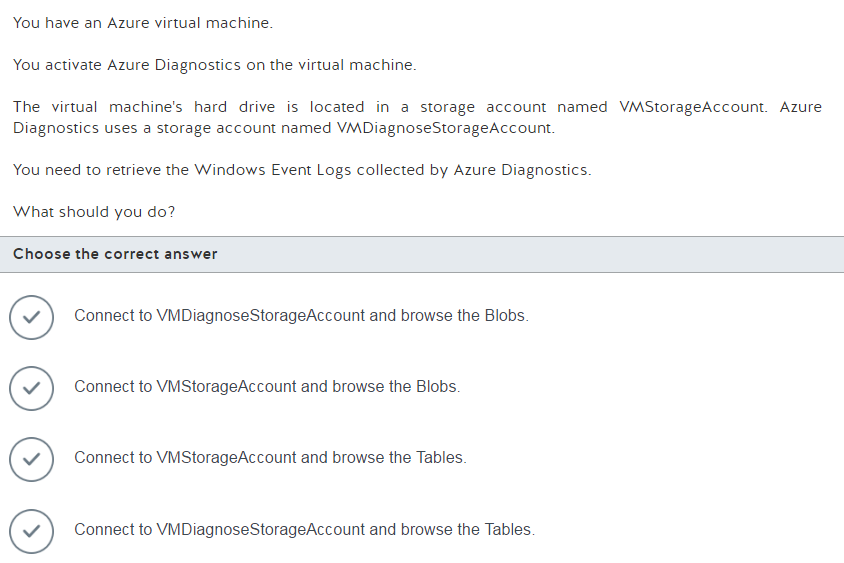 You have an Azure virtual machine.
You activate Azure Diagnostics on the virtual machine.
The virtual machine's hard drive is located in a storage account named VMStorageAccount. Azure
Diagnostics uses a storage account named VMDiagnoseStorageAccount.
You need to retrieve the Windows Event Logs collected by Azure Diagnostics.
What should you do?
Choose the correct answer
Connect to VMDiagnoseStorageAccount and browse the Blobs.
Connect to VMStorageAccount and browse the Blobs.
Connect to VMStorageAccount and browse the Tables.
Connect to VMDiagnoseStorageAccount and browse the Tables.